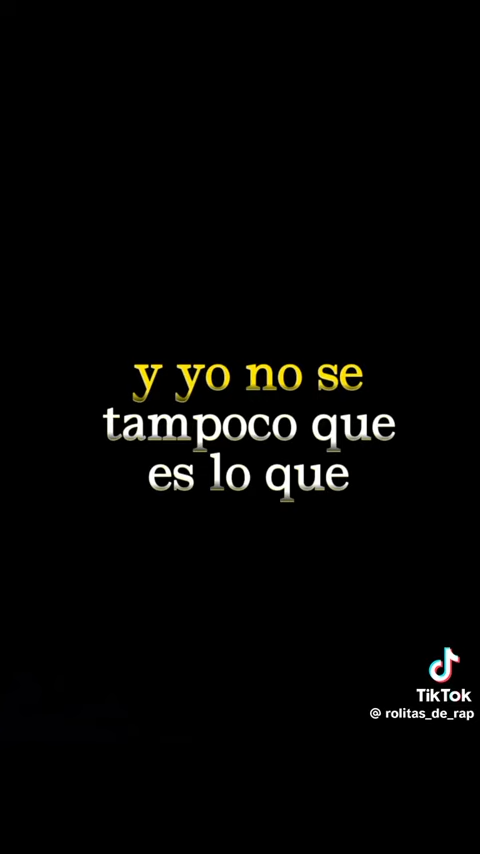 y yo no se
tampoco que
es lo que
TikTok
@ rolitas_de_rap